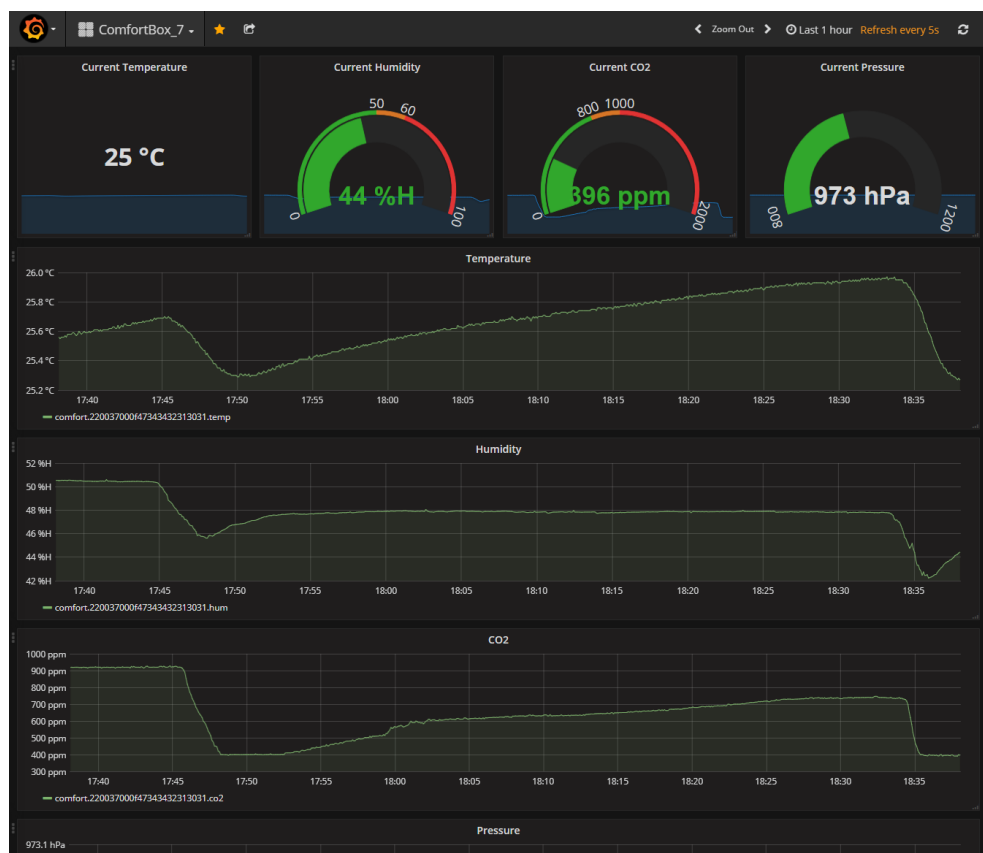 ComfortBox_7
Zoom Out Last 1 hour Refresh every 5s
Current Temperature
25 °C
Current Humidity
0 50 60 100
44 %H
Current CO2
0 800 1000 2000
396 ppm
Current Pressure
800 1200
973 hPa
Temperature
26.0 °C
25.8 °C
25.6 °C
25.4 °C
25.2 °C
17:40 17:45 17:50 17:55 18:00 18:05 18:10 18:15 18:20 18:25 18:30 18:35
comfort.220037000f47343432313031.temp
Humidity
52 %H
50 %H
48 %H
46 %H
44 %H
42 %H
17:40 17:45 17:50 17:55 18:00 18:05 18:10 18:15 18:20 18:25 18:30 18:35
comfort.220037000f47343432313031.hum
CO2
1000 ppm
900 ppm
800 ppm
700 ppm
600 ppm
500 ppm
400 ppm
300 ppm
17:40 17:45 17:50 17:55 18:00 18:05 18:10 18:15 18:20 18:25 18:30 18:35
comfort.220037000f47343432313031.co2
Pressure
973.1 hPa